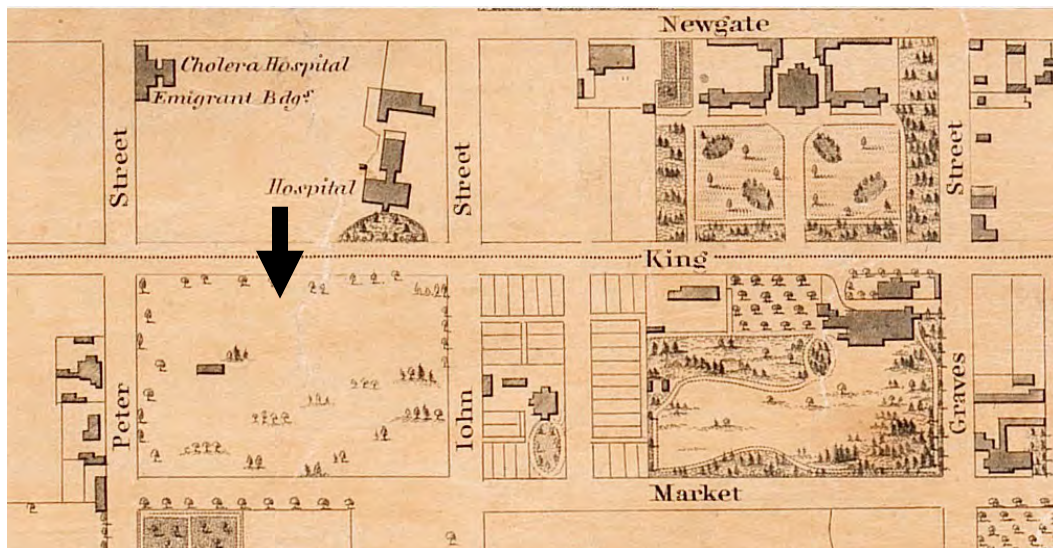 Newgate
Cholera Hospital
Emigrant Bdgs.
Street
Street
Street
Hospital
King
Peter
Iohn
Graves
Market